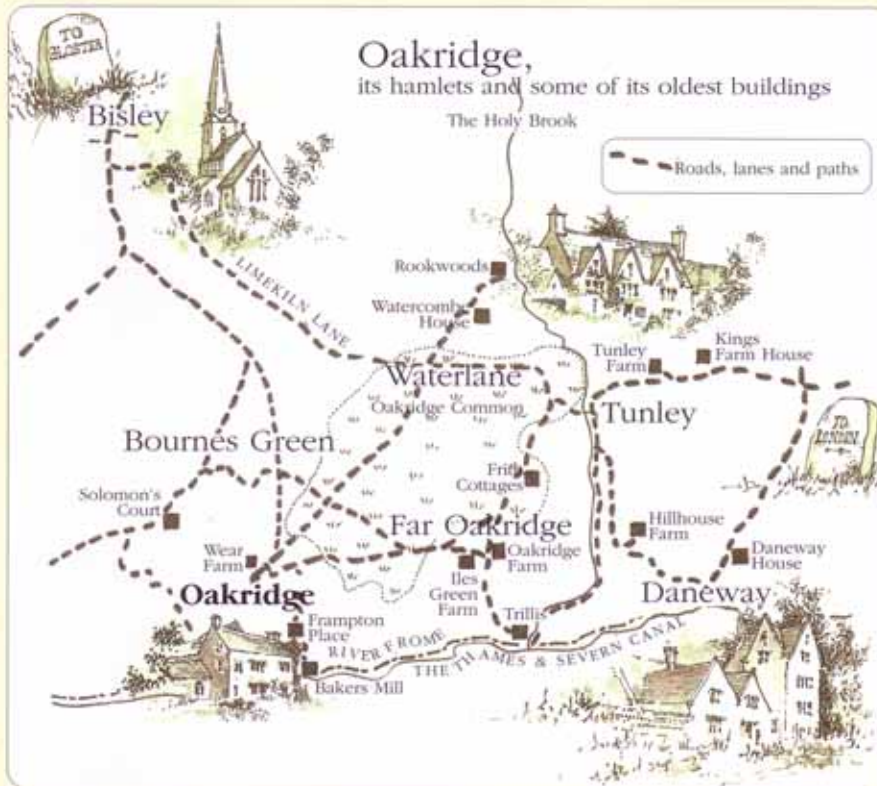 TO
GLOSTER
Bisley
Oakridge,
its hamlets and some of its oldest buildings
The Holy Brook
Roads, lanes and paths
LIMEKILN LANE
Rookwoods
Watercombe
House
Tunley
Farm
Kings
Farm House
Waterlane
Oakridge Common
Tunley
TO
LONDON
Bournes Green
Solomon's
Court
Frith
Cottages
Far Oakridge
Hillhouse
Farm
Wear
Farm
Oakridge
Farm
Daneway
House
Iles
Green
Farm
Oakridge
Daneway
Frampton
Place
Trillis
RIVER FROME
THE THAMES & SEVERN CANAL
Bakers Mill